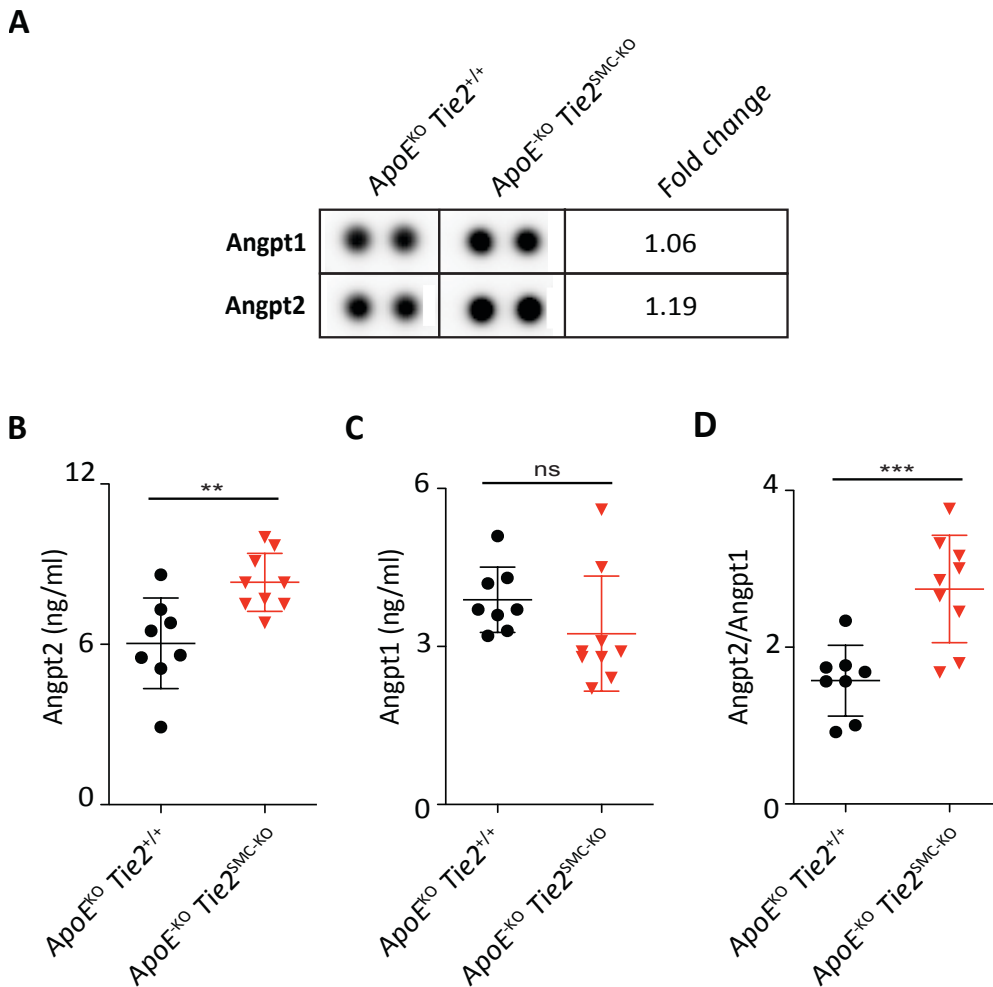 A
ApoE^KO Tie2^+/+
ApoE^-KO Tie2^SMC-KO
Fold change
Angpt1
1.06
Angpt2
1.19
B
12
6
0
Angpt2 (ng/ml)
**
ApoE^KO Tie2^+/+
ApoE^-KO Tie2^SMC-KO
C
6
3
0
Angpt1 (ng/ml)
ns
ApoE^KO Tie2^+/+
ApoE^-KO Tie2^SMC-KO
D
4
2
0
Angpt2/Angpt1
***
ApoE^KO Tie2^+/+
ApoE^-KO Tie2^SMC-KO